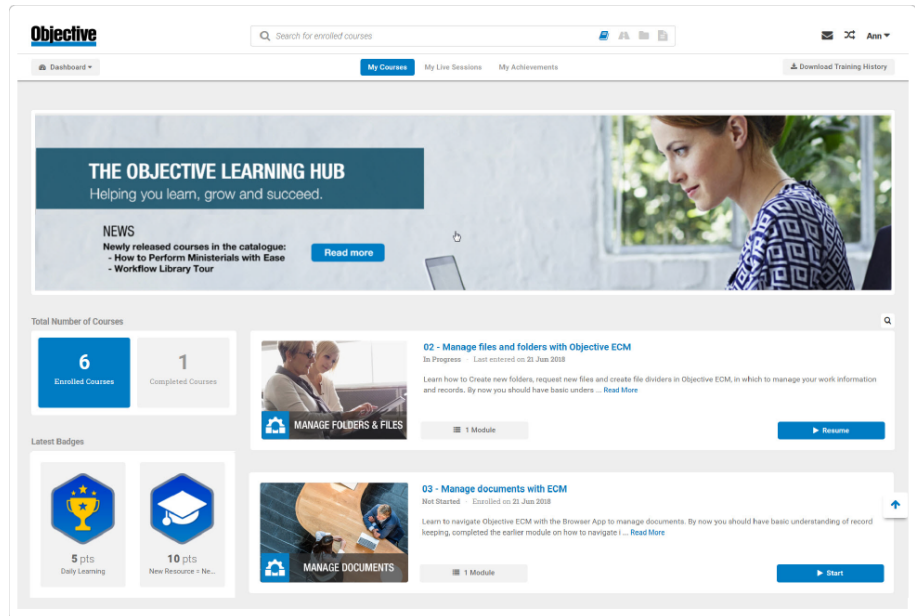 Objective
Search for enrolled courses
Ann
Dashboard
My Courses
My Live Sessions
My Achievements
Download Training History
THE OBJECTIVE LEARNING HUB
Helping you learn, grow and succeed.
NEWS
Newly released courses in the catalogue:
- How to Perform Ministerials with Ease
- Workflow Library Tour
Read more
Total Number of Courses
6
Enrolled Courses
1
Completed Courses
Latest Badges
5 pts
Daily Learning
10 pts
New Resource = Ne...
MANAGE FOLDERS & FILES
02 - Manage files and folders with Objective ECM
In Progress - Last entered on 21 Jun 2018
Learn how to Create new folders, request new files and create file dividers in Objective ECM, in which to manage your work information
and records. By now you should have basic unders ... Read More
1 Module
Resume
MANAGE DOCUMENTS
03 - Manage documents with ECM
Not Started - Enrolled on 21 Jun 2018
Learn to navigate Objective ECM with the Browser App to manage documents. By now you should have basic understanding of record
keeping, completed the earlier module on how to navigate i ... Read More
1 Module
Start